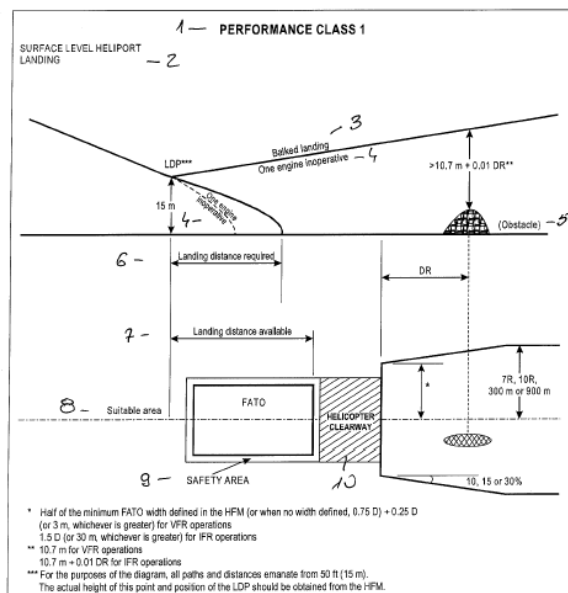 1 — PERFORMANCE CLASS 1
SURFACE LEVEL HELIPORT
LANDING — 2
— 3
Balked landing
One engine inoperative — 4
LDP***
>10.7 m + 0.01 DR**
15 m
4 —
One engine
inoperative
(Obstacle) — 5
6 — Landing distance required
DR
7 — Landing distance available
*
7R, 10R,
300 m or 900 m
8 — Suitable area
FATO
HELICOPTER
CLEARWAY
9 — SAFETY AREA
10
10, 15 or 30%
* Half of the minimum FATO width defined in the HFM (or when no width defined, 0.75 D) + 0.25 D
(or 3 m, whichever is greater) for VFR operations
1.5 D (or 30 m, whichever is greater) for IFR operations
** 10.7 m for VFR operations
10.7 m + 0.01 DR for IFR operations
*** For the purposes of the diagram, all paths and distances emanate from 50 ft (15 m).
The actual height of this point and position of the LDP should be obtained from the HFM.